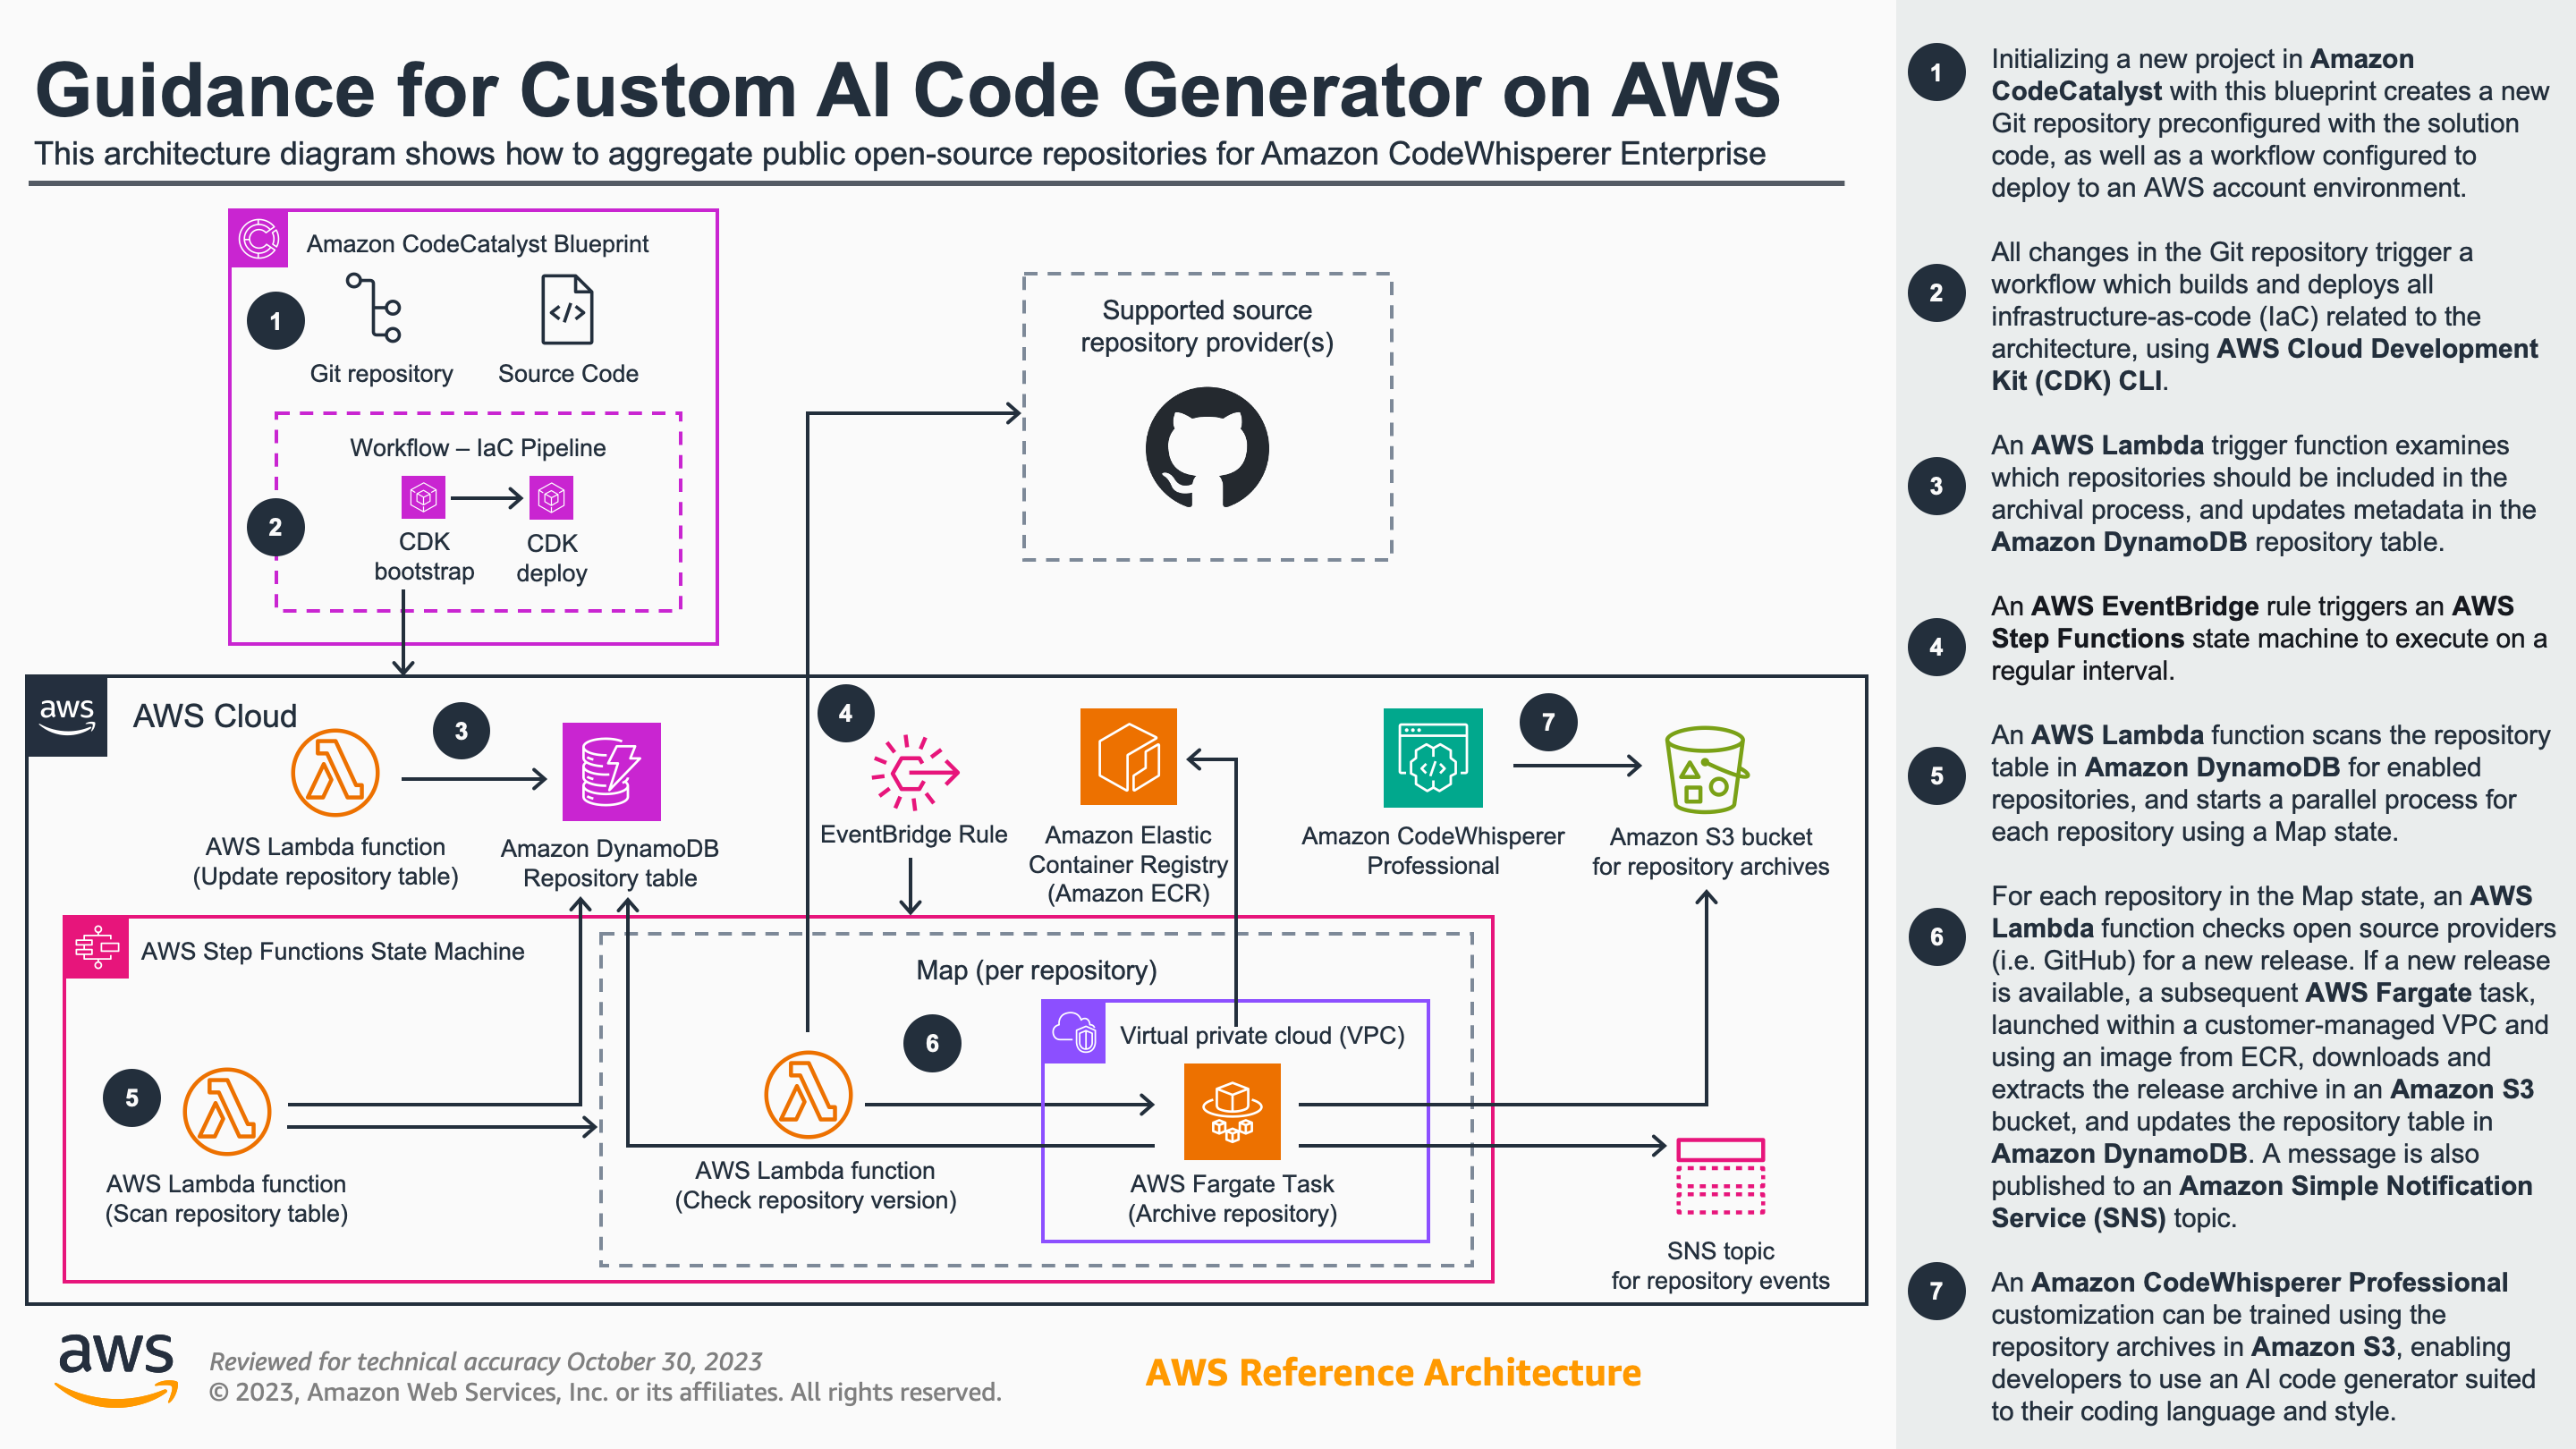 Guidance for Custom AI Code Generator on AWS
This architecture diagram shows how to aggregate public open-source repositories for Amazon CodeWhisperer Enterprise
Amazon CodeCatalyst Blueprint
1
</>
Git repository
Source Code
Workflow – IaC Pipeline
2
CDK
bootstrap
CDK
deploy
Supported source
repository provider(s)
aws
AWS Cloud
3
AWS Lambda function
(Update repository table)
Amazon DynamoDB
Repository table
4
EventBridge Rule
Amazon Elastic
Container Registry
(Amazon ECR)
</>
Amazon CodeWhisperer
Professional
7
Amazon S3 bucket
for repository archives
AWS Step Functions State Machine
5
AWS Lambda function
(Scan repository table)
Map (per repository)
6
AWS Lambda function
(Check repository version)
Virtual private cloud (VPC)
AWS Fargate Task
(Archive repository)
SNS topic
for repository events
aws
Reviewed for technical accuracy October 30, 2023
© 2023, Amazon Web Services, Inc. or its affiliates. All rights reserved.
AWS Reference Architecture
1
Initializing a new project in Amazon
CodeCatalyst with this blueprint creates a new
Git repository preconfigured with the solution
code, as well as a workflow configured to
deploy to an AWS account environment.
2
All changes in the Git repository trigger a
workflow which builds and deploys all
infrastructure-as-code (IaC) related to the
architecture, using AWS Cloud Development
Kit (CDK) CLI.
3
An AWS Lambda trigger function examines
which repositories should be included in the
archival process, and updates metadata in the
Amazon DynamoDB repository table.
4
An AWS EventBridge rule triggers an AWS
Step Functions state machine to execute on a
regular interval.
5
An AWS Lambda function scans the repository
table in Amazon DynamoDB for enabled
repositories, and starts a parallel process for
each repository using a Map state.
6
For each repository in the Map state, an AWS
Lambda function checks open source providers
(i.e. GitHub) for a new release. If a new release
is available, a subsequent AWS Fargate task,
launched within a customer-managed VPC and
using an image from ECR, downloads and
extracts the release archive in an Amazon S3
bucket, and updates the repository table in
Amazon DynamoDB. A message is also
published to an Amazon Simple Notification
Service (SNS) topic.
7
An Amazon CodeWhisperer Professional
customization can be trained using the
repository archives in Amazon S3, enabling
developers to use an AI code generator suited
to their coding language and style.